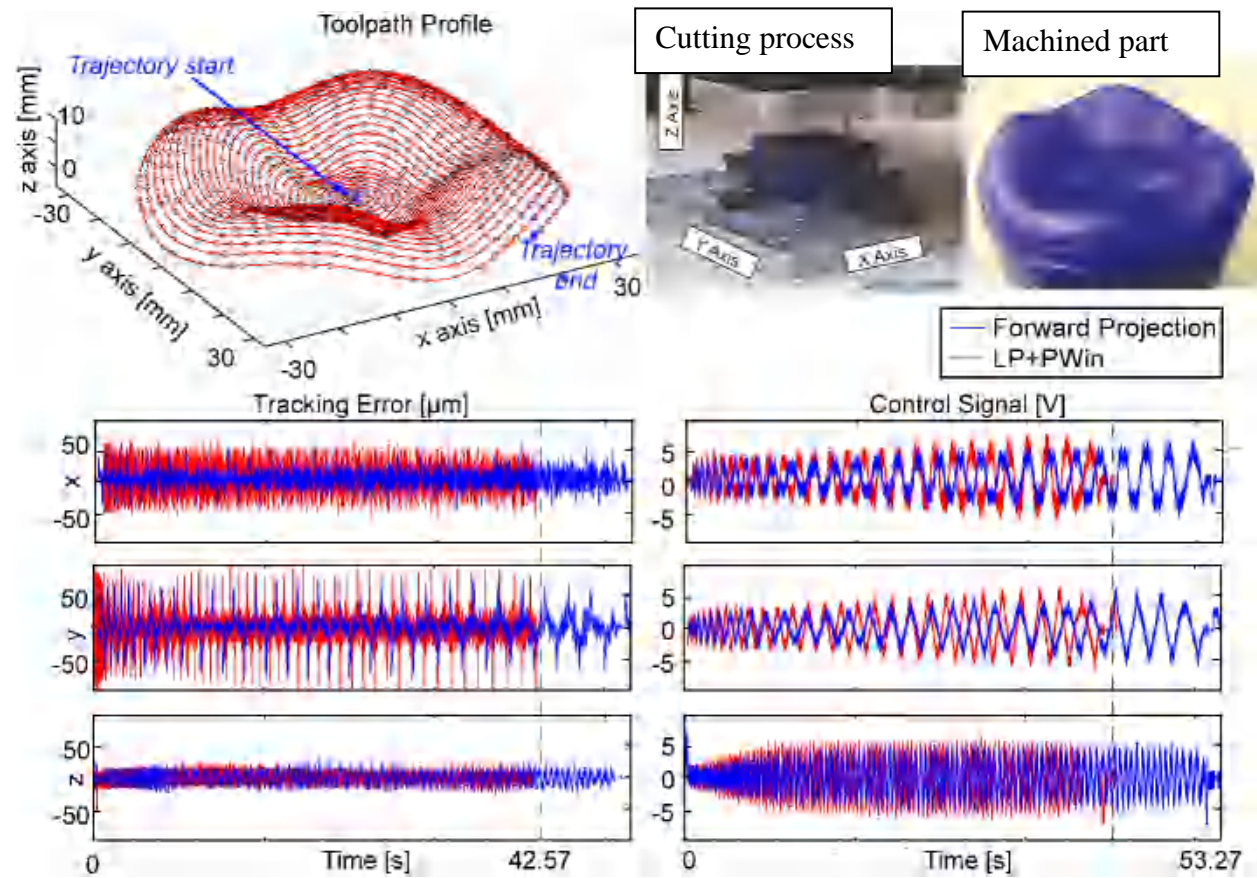 Toolpath Profile
Trajectory start
z axis [mm]
10
0
-30
y axis [mm]
30
-30
x axis [mm]
30
Trajectory
end
Cutting process
Machined part
Z Axis
Y Axis
X Axis
Forward Projection
LP+PWin
Tracking Error [µm]
50
x
-50
50
y
-50
50
z
-50
0
Time [s]
42.57
Control Signal [V]
5
0
-5
5
0
-5
5
0
-5
0
Time [s]
53.27